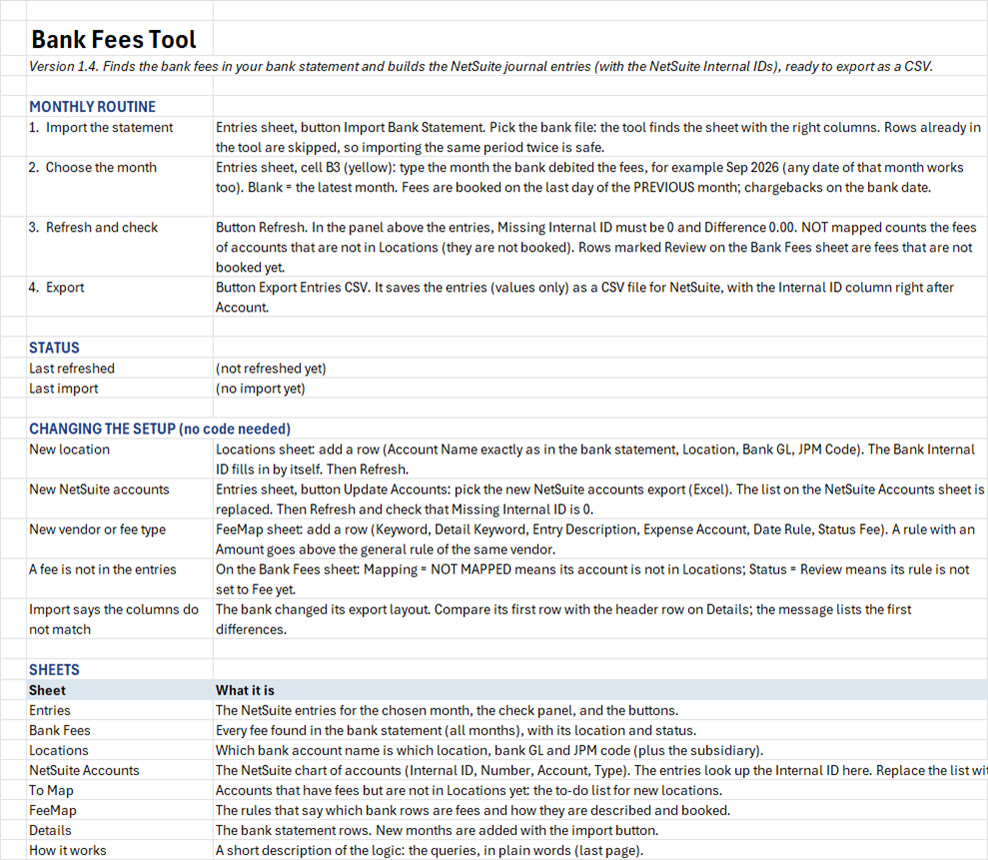 Bank Fees Tool
Version 1.4. Finds the bank fees in your bank statement and builds the NetSuite journal entries (with the NetSuite Internal IDs), ready to export as a CSV.
MONTHLY ROUTINE
1. Import the statement
Entries sheet, button Import Bank Statement. Pick the bank file: the tool finds the sheet with the right columns. Rows already in
the tool are skipped, so importing the same period twice is safe.
2. Choose the month
Entries sheet, cell B3 (yellow): type the month the bank debited the fees, for example Sep 2026 (any date of that month works
too). Blank = the latest month. Fees are booked on the last day of the PREVIOUS month; chargebacks on the bank date.
3. Refresh and check
Button Refresh. In the panel above the entries, Missing Internal ID must be 0 and Difference 0.00. NOT mapped counts the fees
of accounts that are not in Locations (they are not booked). Rows marked Review on the Bank Fees sheet are fees that are not
booked yet.
4. Export
Button Export Entries CSV. It saves the entries (values only) as a CSV file for NetSuite, with the Internal ID column right after
Account.
STATUS
Last refreshed
(not refreshed yet)
Last import
(no import yet)
CHANGING THE SETUP (no code needed)
New location
Locations sheet: add a row (Account Name exactly as in the bank statement, Location, Bank GL, JPM Code). The Bank Internal
ID fills in by itself. Then Refresh.
New NetSuite accounts
Entries sheet, button Update Accounts: pick the new NetSuite accounts export (Excel). The list on the NetSuite Accounts sheet is
replaced. Then Refresh and check that Missing Internal ID is 0.
New vendor or fee type
FeeMap sheet: add a row (Keyword, Detail Keyword, Entry Description, Expense Account, Date Rule, Status Fee). A rule with an
Amount goes above the general rule of the same vendor.
A fee is not in the entries
On the Bank Fees sheet: Mapping = NOT MAPPED means its account is not in Locations; Status = Review means its rule is not
set to Fee yet.
Import says the columns do
not match
The bank changed its export layout. Compare its first row with the header row on Details; the message lists the first
differences.
SHEETS
Sheet
What it is
Entries
The NetSuite entries for the chosen month, the check panel, and the buttons.
Bank Fees
Every fee found in the bank statement (all months), with its location and status.
Locations
Which bank account name is which location, bank GL and JPM code (plus the subsidiary).
NetSuite Accounts
The NetSuite chart of accounts (Internal ID, Number, Account, Type). The entries look up the Internal ID here. Replace the list
To Map
Accounts that have fees but are not in Locations yet: the to-do list for new locations.
FeeMap
The rules that say which bank rows are fees and how they are described and booked.
Details
The bank statement rows. New months are added with the import button.
How it works
A short description of the logic: the queries, in plain words (last page).